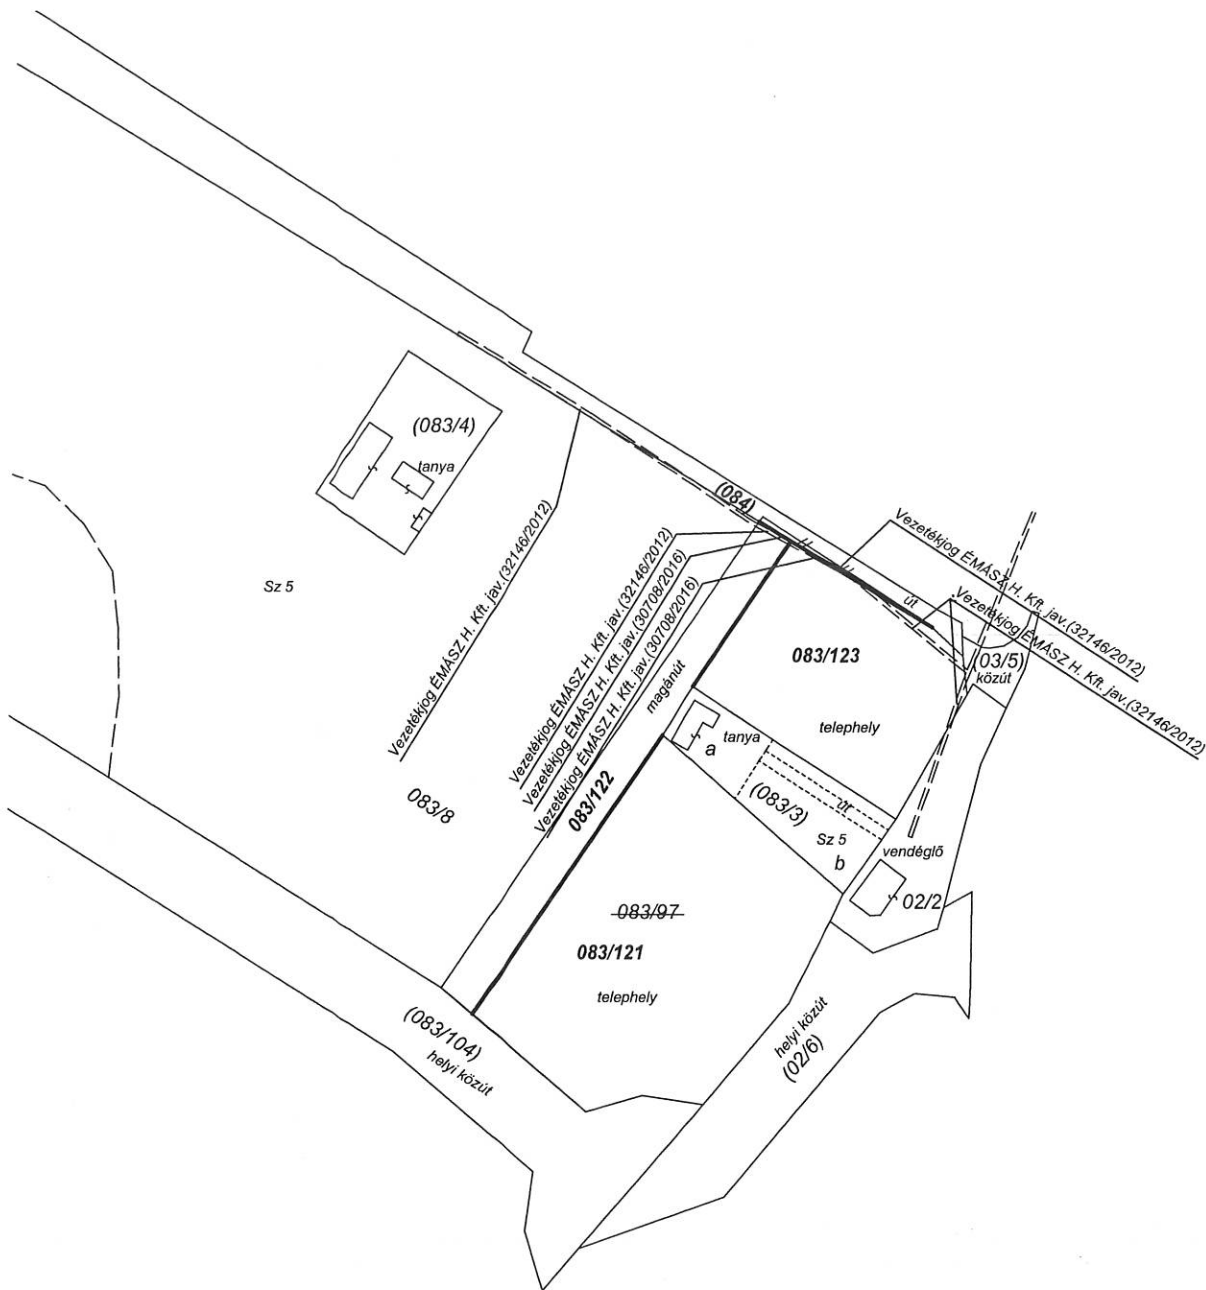 (083/4)
tanya
Sz 5
Vezetékjog ÉMÁSZ H. Kft. jav.(32146/2012)
083/8
(084)
út
Vezetékjog ÉMÁSZ H. Kft. jav.(32146/2012)
Vezetékjog ÉMÁSZ H. Kft. jav.(32146/2012)
Vezetékjog ÉMÁSZ H. Kft. jav.(32146/2012)
Vezetékjog ÉMÁSZ H. Kft. jav.(30708/2016)
Vezetékjog ÉMÁSZ H. Kft. jav.(30708/2016)
magánút
083/122
083/123
telephely
(03/5)
közút
a
tanya
(083/3)
út
Sz 5
b
vendéglő
02/2
083/97
083/121
telephely
(083/104)
helyi közút
helyi közút
(02/6)